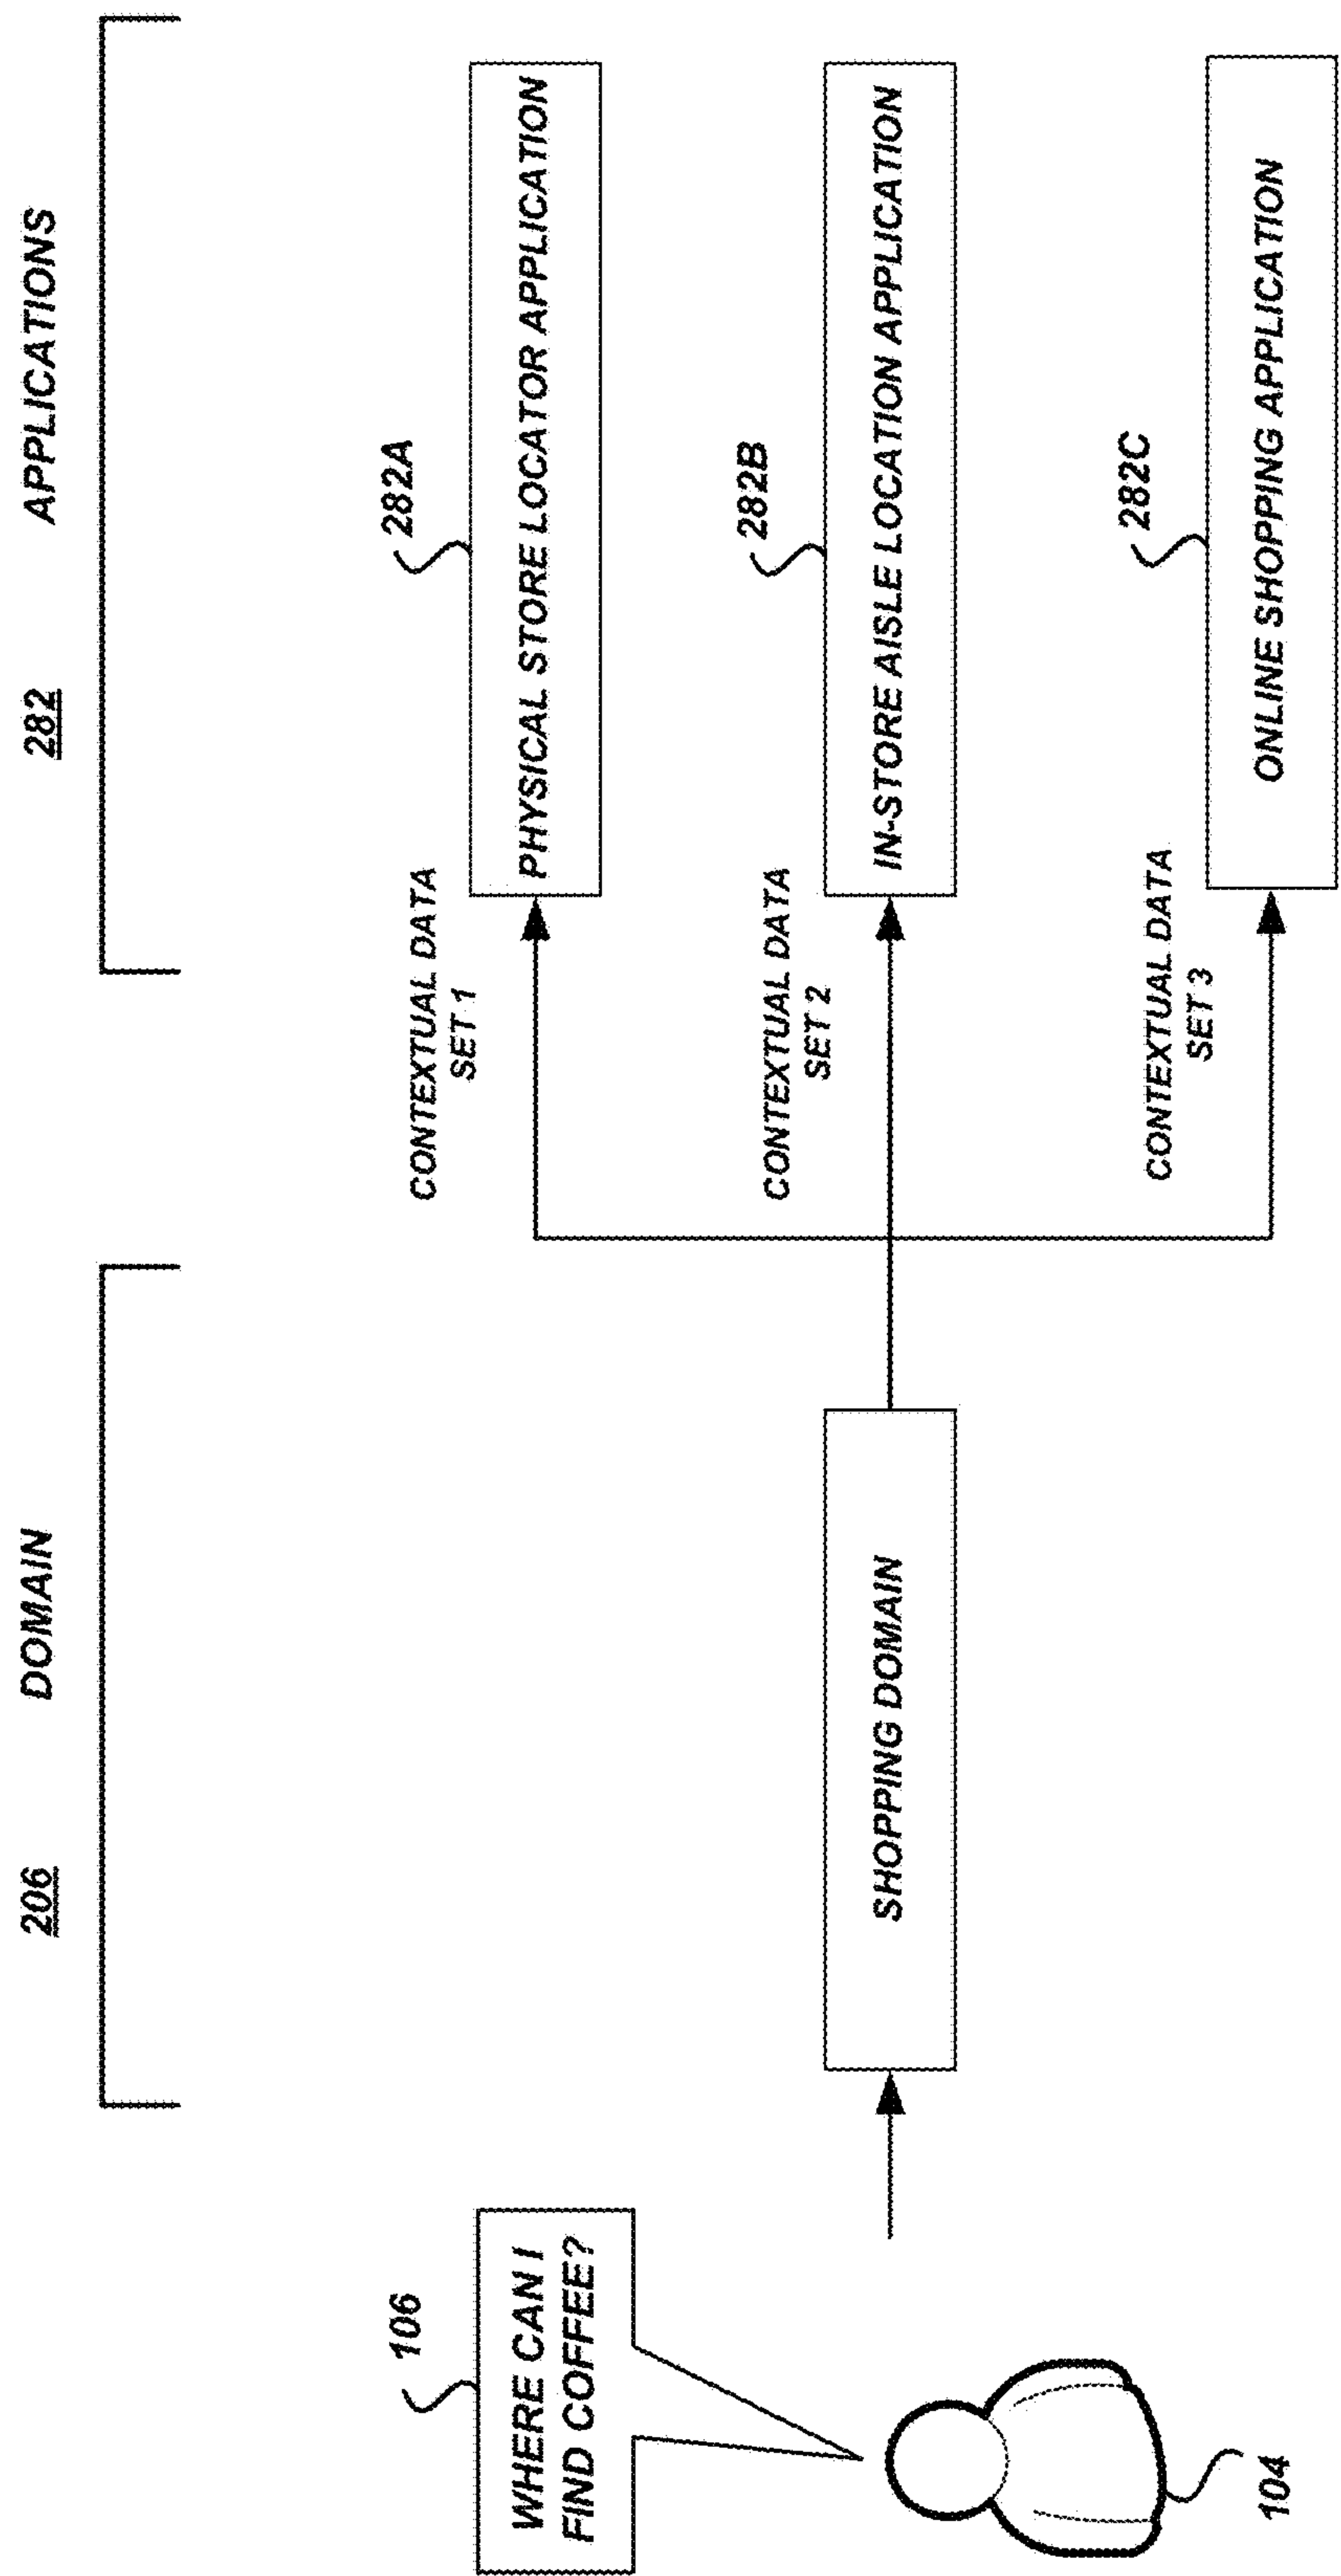 206 DOMAIN
282 APPLICATIONS
106
WHERE CAN I
FIND COFFEE?
104
SHOPPING DOMAIN
CONTEXTUAL DATA
SET 1
282A
PHYSICAL STORE LOCATOR APPLICATION
CONTEXTUAL DATA
SET 2
282B
IN-STORE AISLE LOCATION APPLICATION
CONTEXTUAL DATA
SET 3
282C
ONLINE SHOPPING APPLICATION